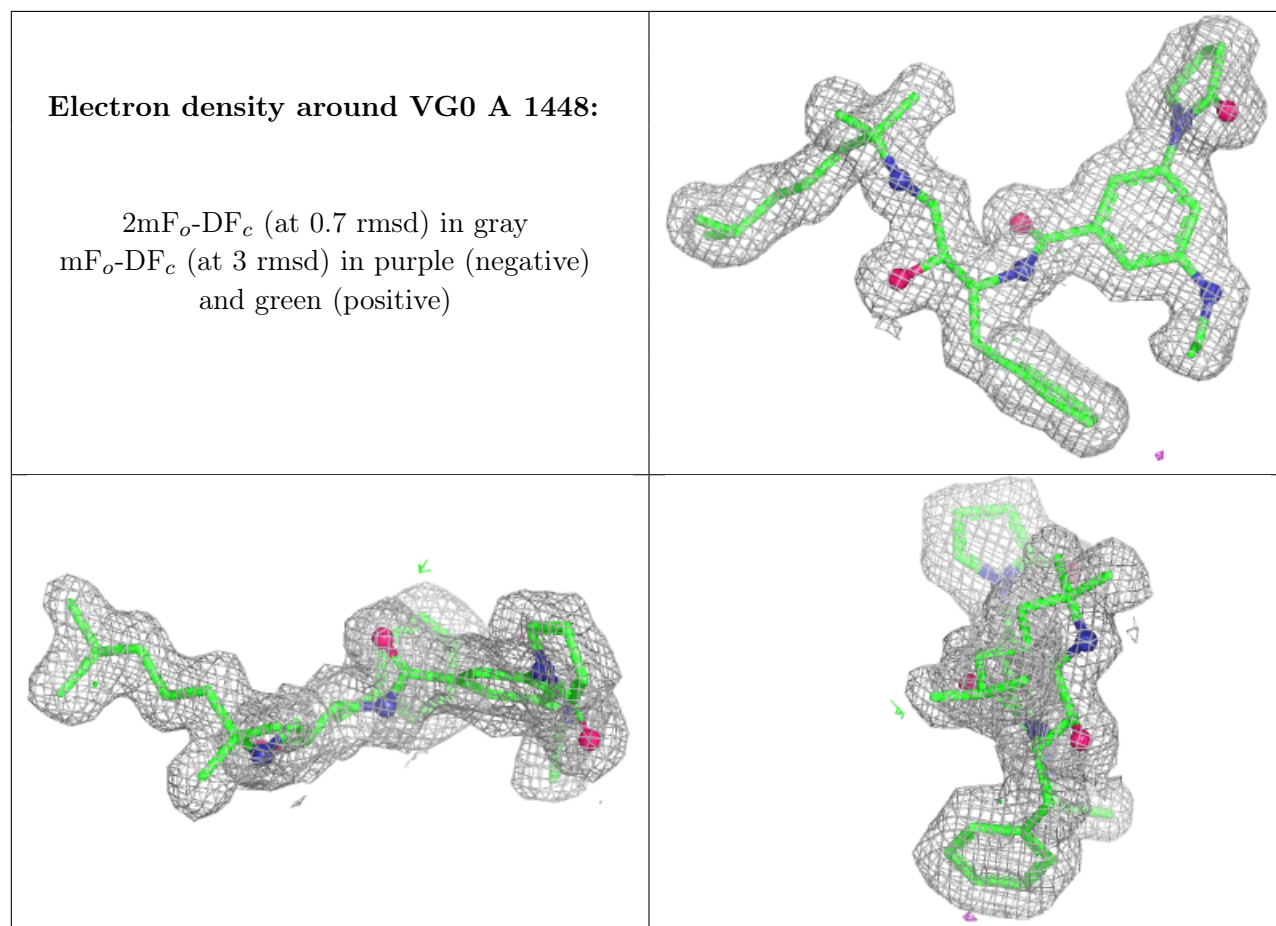 Electron density around VG0 A 1448:
2mFo-DFc (at 0.7 rmsd) in gray
mFo-DFc (at 3 rmsd) in purple (negative)
and green (positive)